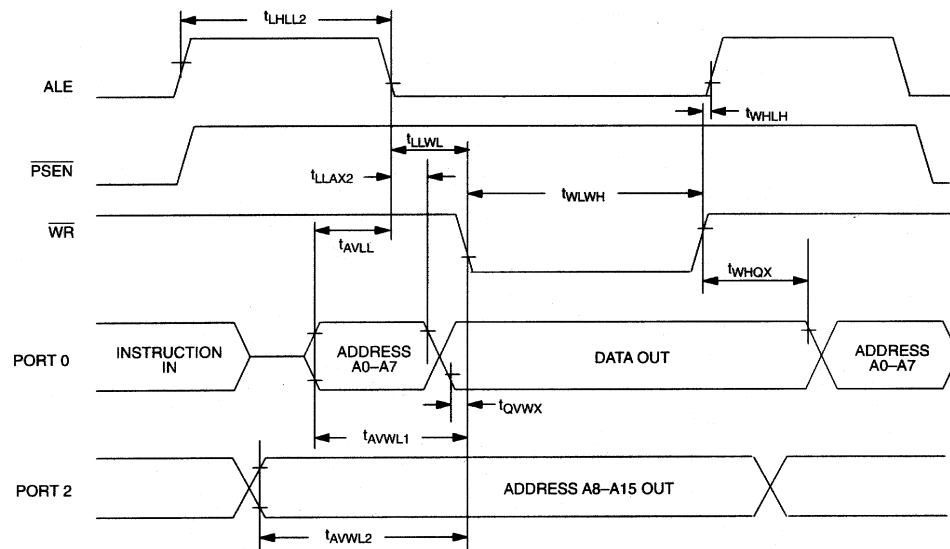 tLHLL2
ALE
tWHLH
tLLWL
PSEN
tLLAX2
tWLWH
WR
tAVLL
tWHQX
PORT 0
INSTRUCTION
IN
ADDRESS
A0–A7
DATA OUT
ADDRESS
A0–A7
tQVWX
tAVWL1
PORT 2
ADDRESS A8–A15 OUT
tAVWL2